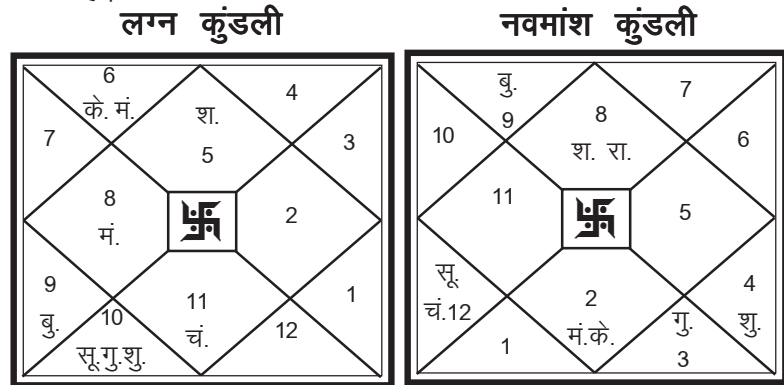 लग्न कुंडली
6
के. मं.
श.
5
4
3
7
8
मं.
2
9
बु.
10
सू.गु.शु.
11
चं.
12
1
नवमांश कुंडली
बु.
9
8
श. रा.
7
6
10
11
5
सू.
चं.12
1
2
मं.के.
गु.
3
4
शु.